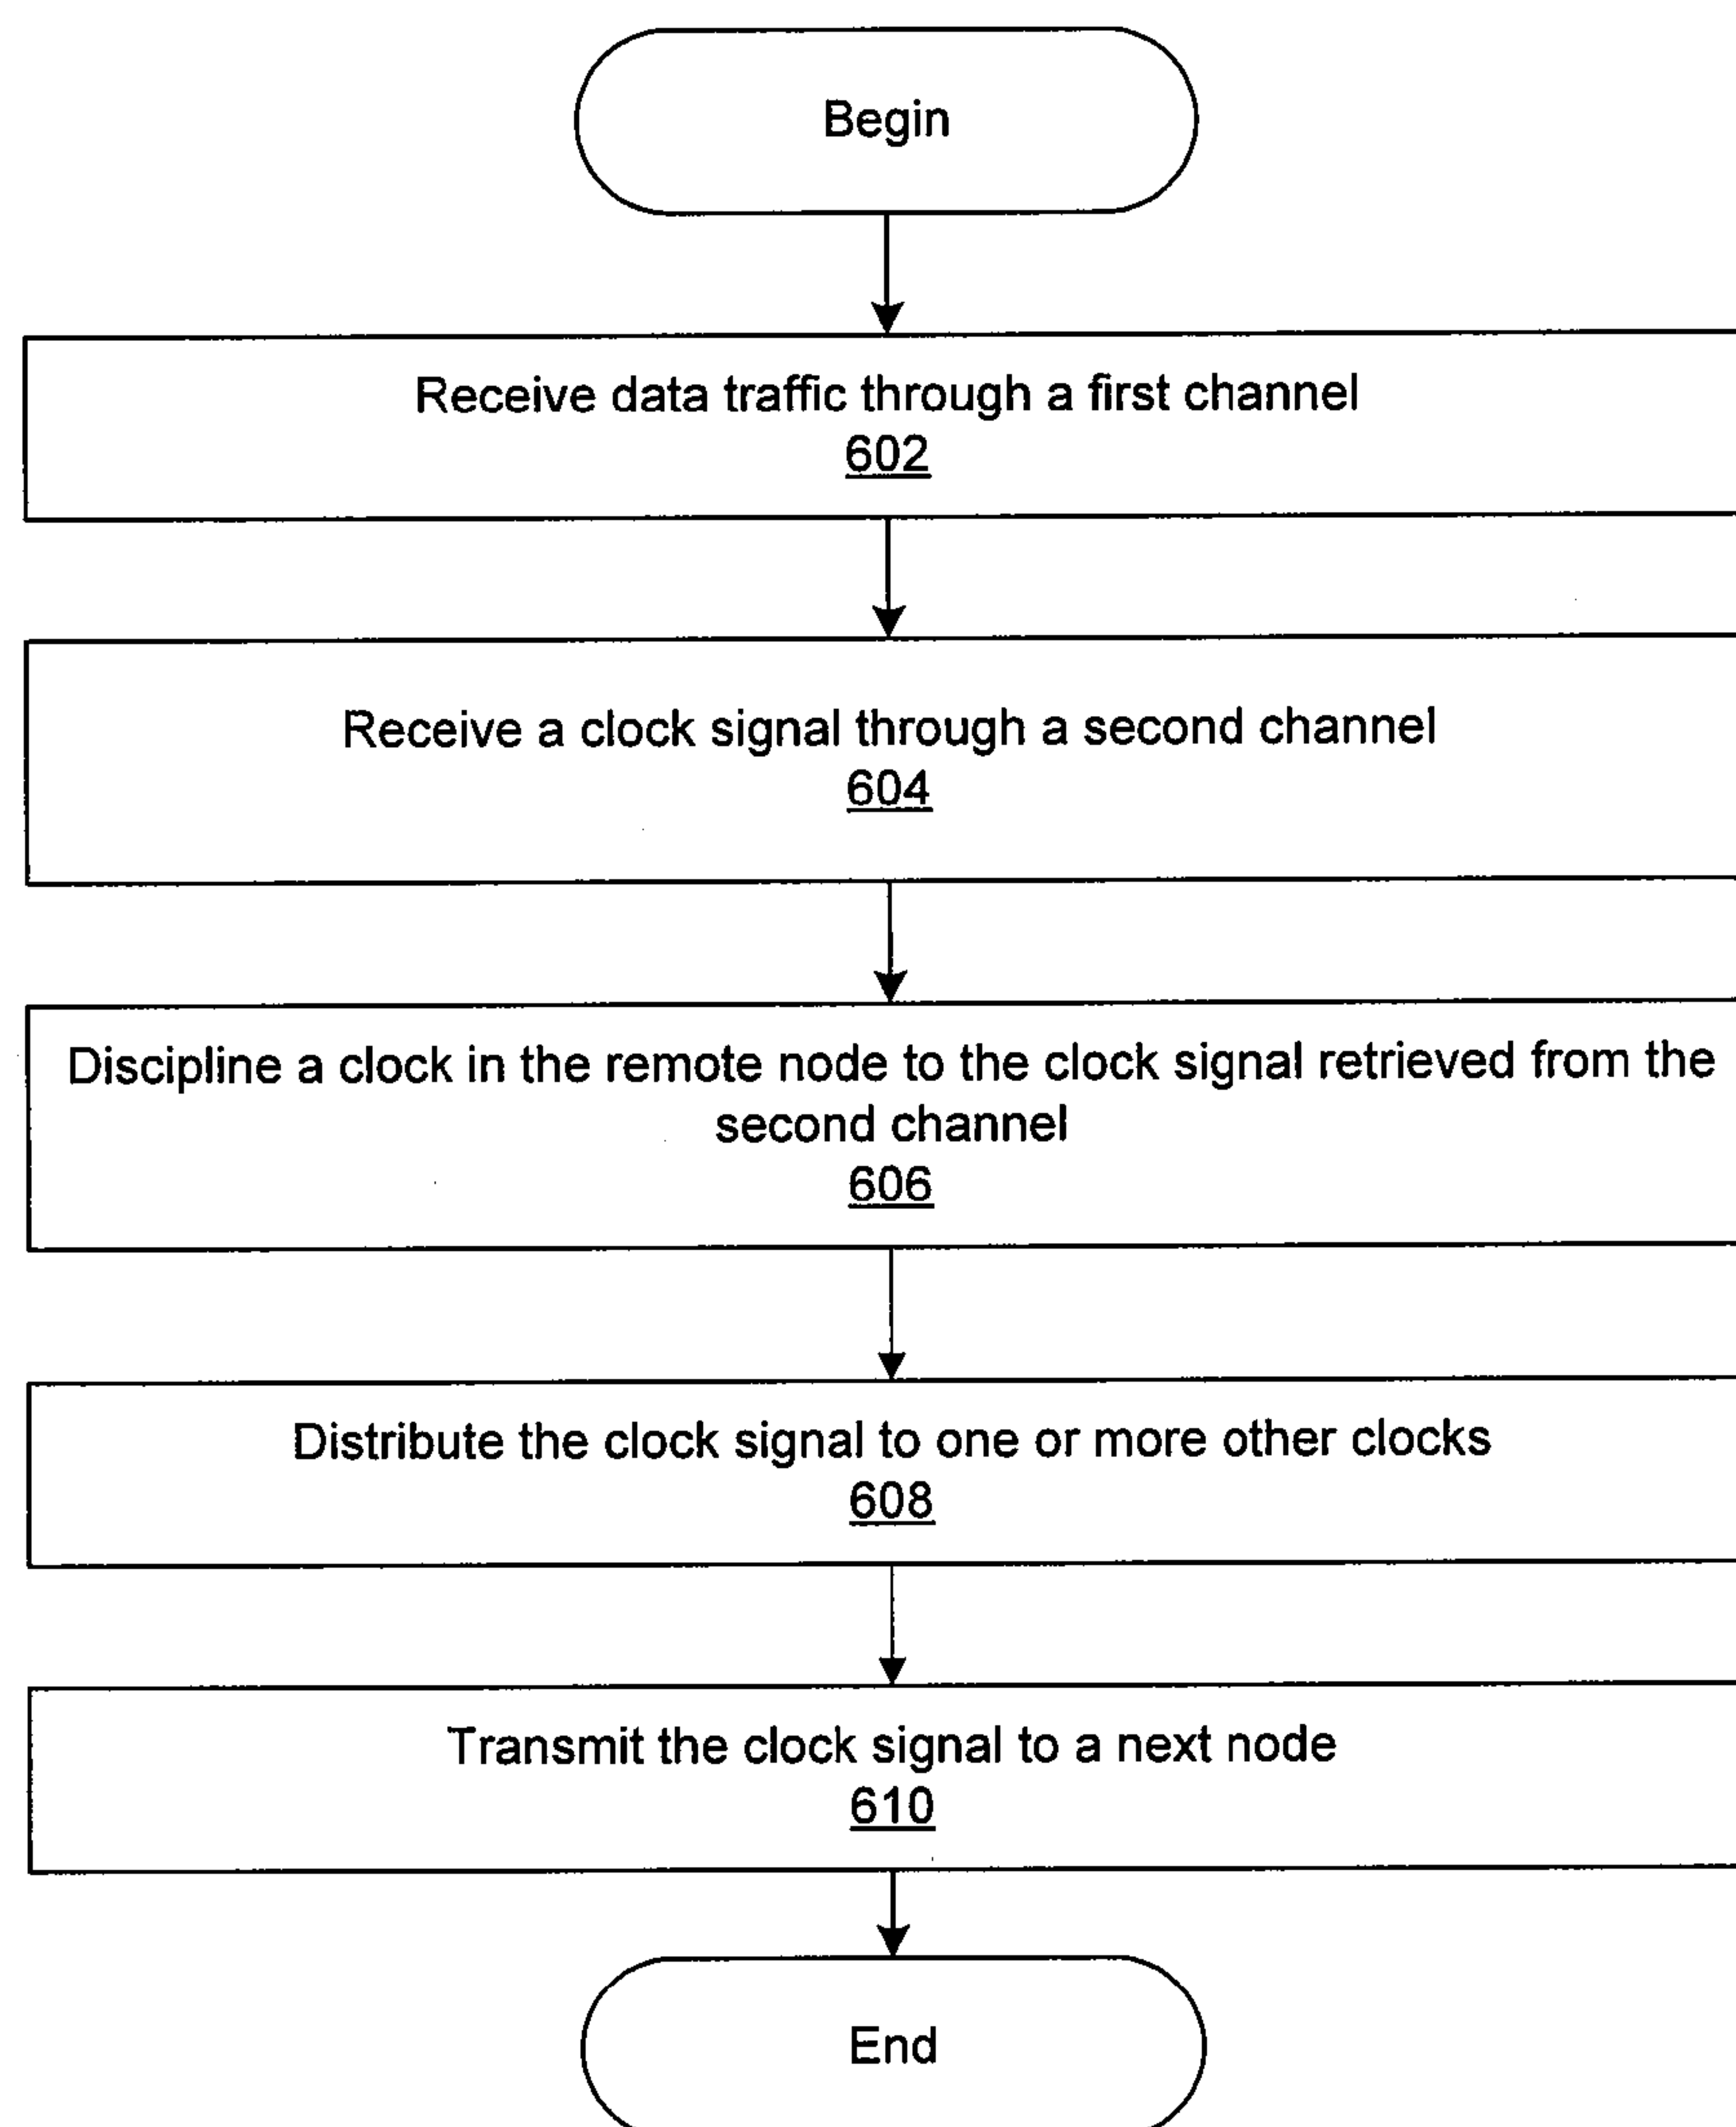 Begin
Receive data traffic through a first channel
602
Receive a clock signal through a second channel
604
Discipline a clock in the remote node to the clock signal retrieved from the
second channel
606
Distribute the clock signal to one or more other clocks
608
Transmit the clock signal to a next node
610
End